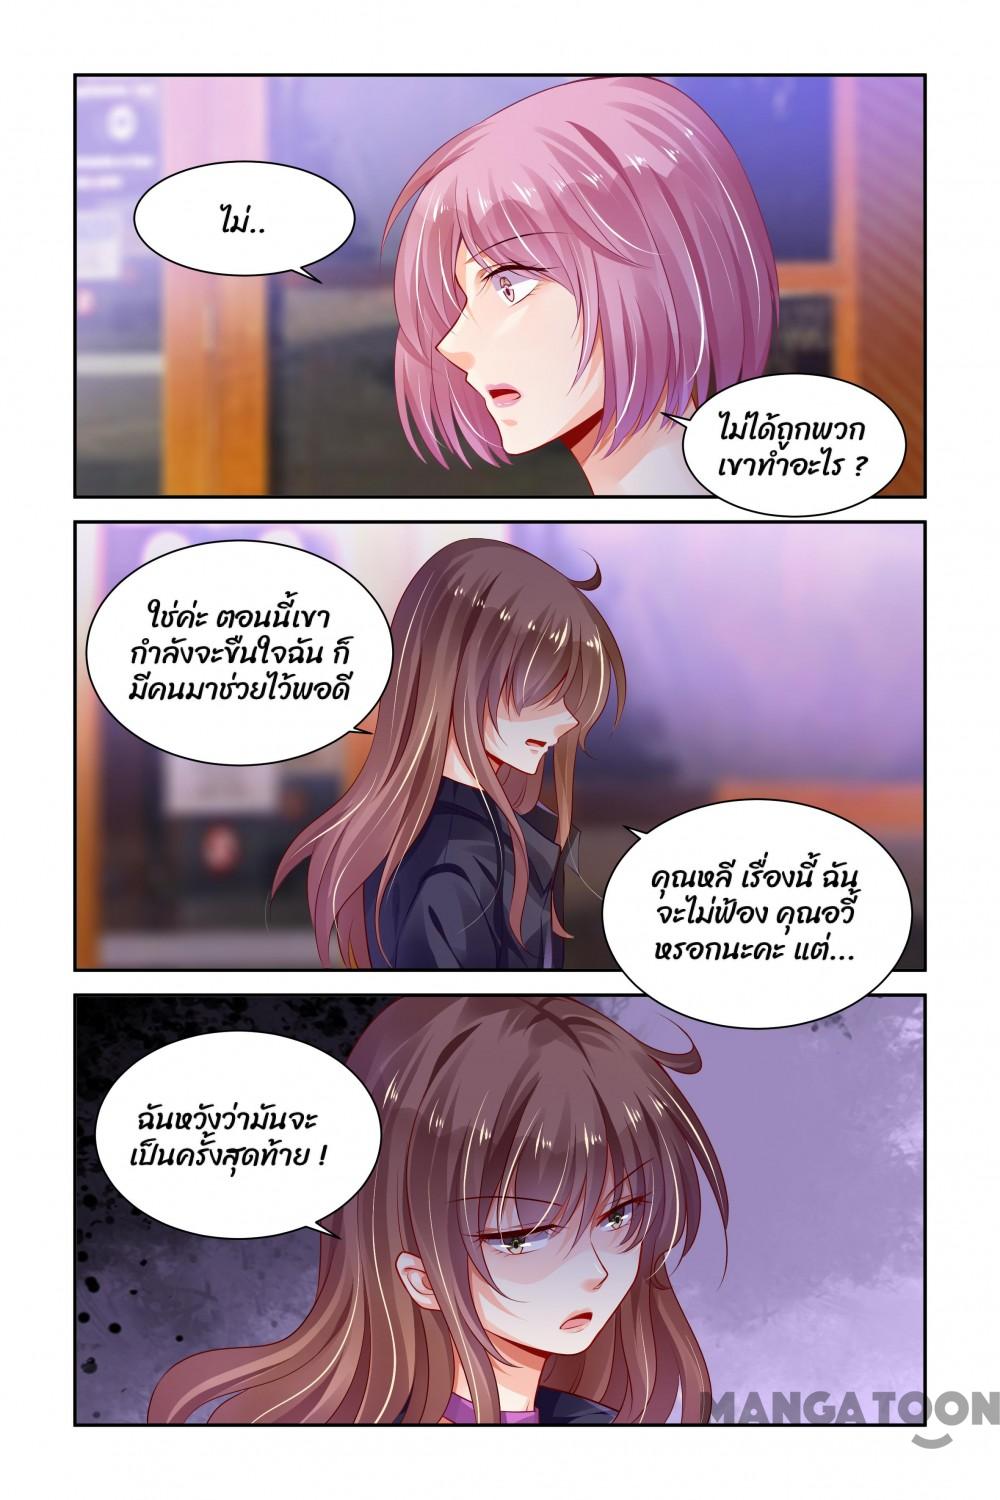 ไม่..
ไม่ได้ถูกพวก
เขาทำอะไร ?
ใช่ค่ะ ตอนนี้เขา
กำลังจะขืนใจฉัน ก็
มีคนมาช่วยไว้พอดี
คุณหลี เรื่องนี้ ฉัน
จะไม่ฟ้อง คุณอวี้
หรอกนะคะ แต่...
ฉันหวังว่ามันจะ
เป็นครั้งสุดท้าย !
MANGATOON